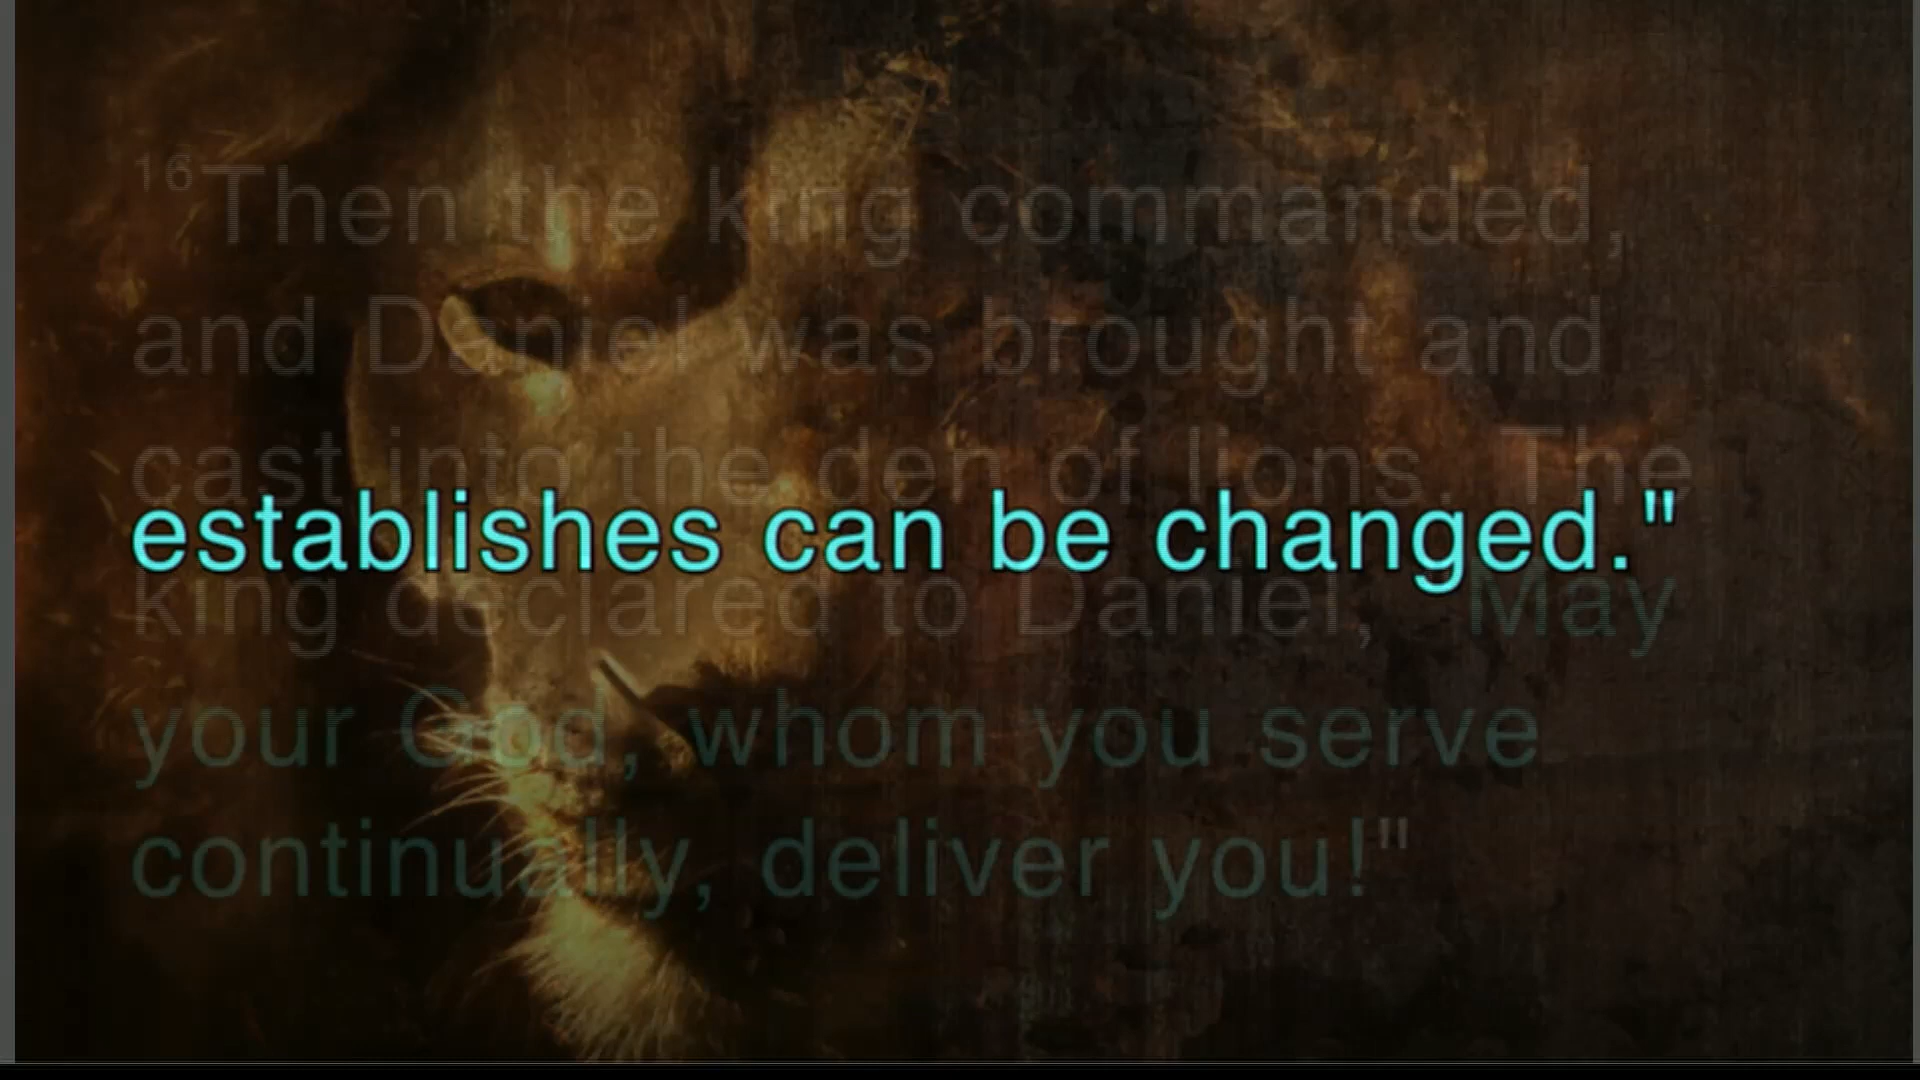 16Then the king commanded,
and Daniel was brought and
cast into the den of lions. The
establishes can be changed."
king declared to Daniel, "May
your God, whom you serve
continually, deliver you!"